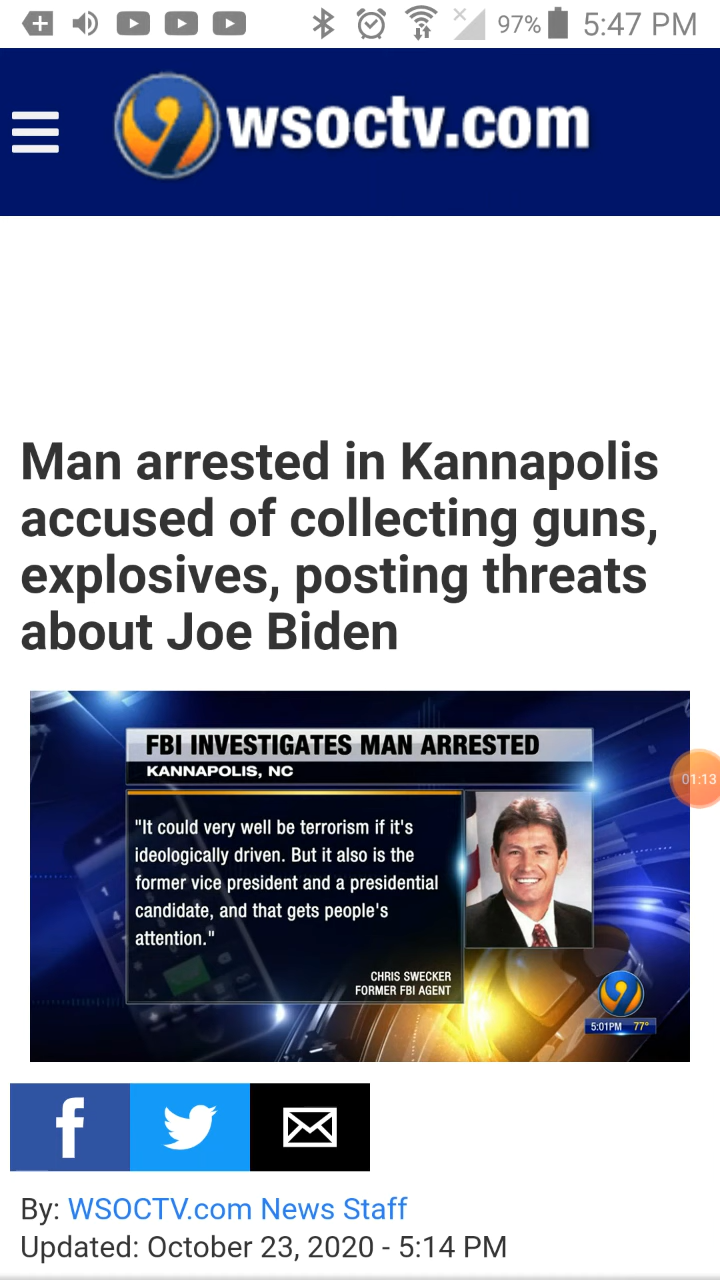 97% 5:47 PM
9 wsoctv.com
Man arrested in Kannapolis
accused of collecting guns,
explosives, posting threats
about Joe Biden
FBI INVESTIGATES MAN ARRESTED
KANNAPOLIS, NC
"It could very well be terrorism if it's
ideologically driven. But it also is the
former vice president and a presidential
candidate, and that gets people's
attention."
CHRIS SWECKER
FORMER FBI AGENT
01:13
9
5:01PM 77°
f
By: WSOCTV.com News Staff
Updated: October 23, 2020 - 5:14 PM